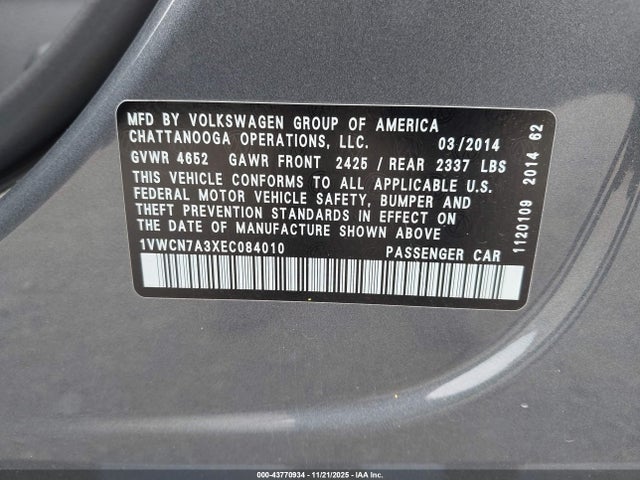 MFD BY VOLKSWAGEN GROUP OF AMERICA
CHATTANOOGA OPERATIONS, LLC. 03/2014
GVWR 4652 GAWR FRONT 2425 / REAR 2337 LBS
THIS VEHICLE CONFORMS TO ALL APPLICABLE U.S.
FEDERAL MOTOR VEHICLE SAFETY, BUMPER AND
THEFT PREVENTION STANDARDS IN EFFECT ON
THE DATE OF MANUFACTURE SHOWN ABOVE
1VWCN7A3XEC084010 PASSENGER CAR
1120109 2014 62
000-43770934 - 11/21/2025 - IAA Inc.